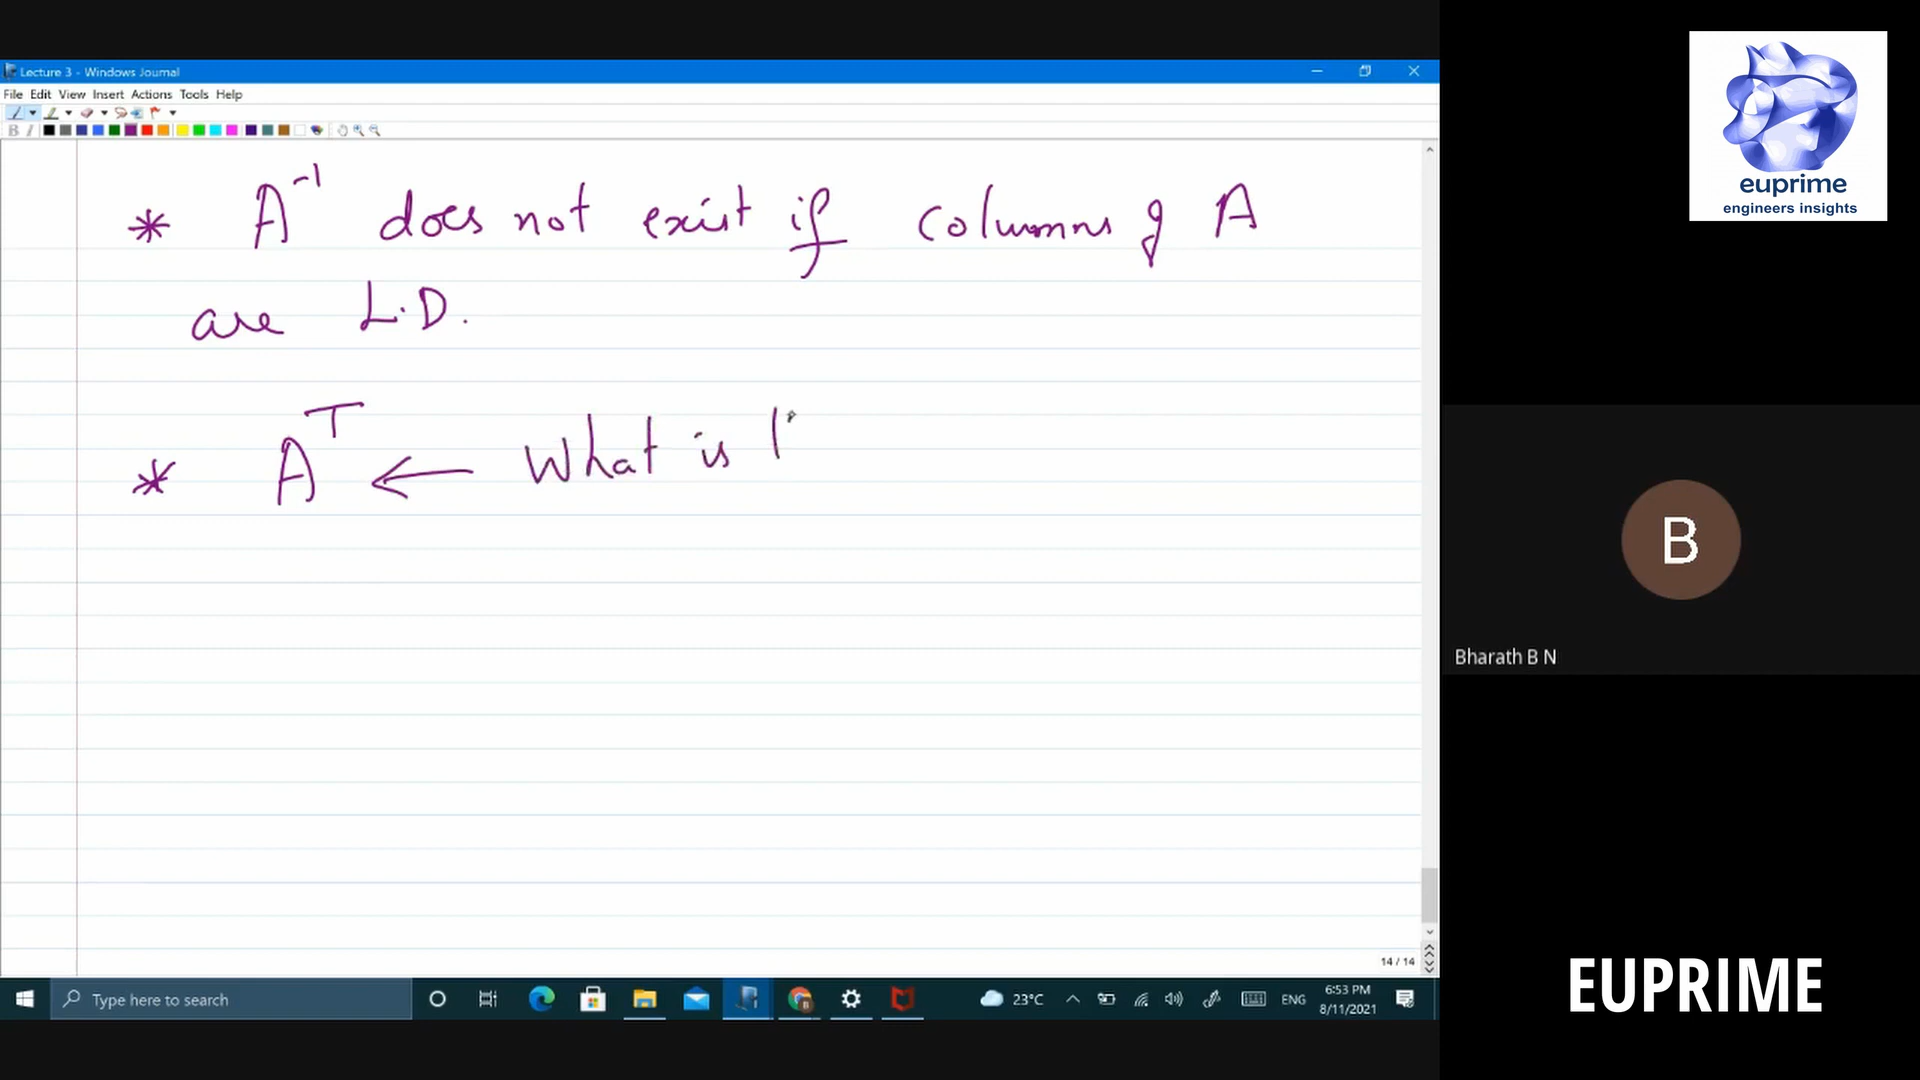 Lecture 3 - Windows Journal
File Edit View Insert Actions Tools Help
B I
* A⁻¹ does not exist if columns of A
are L.D.
* Aᵀ ← What is
14 / 14
Type here to search
23°C
ENG
6:53 PM
8/11/2021
euprime
engineers insights
B
Bharath B N
EUPRIME